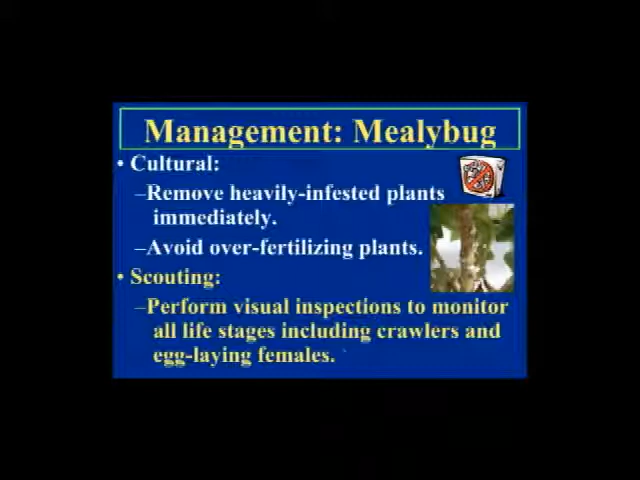 Management: Mealybug
• Cultural:
–Remove heavily-infested plants
immediately.
–Avoid over-fertilizing plants.
• Scouting:
–Perform visual inspections to monitor
all life stages including crawlers and
egg-laying females.